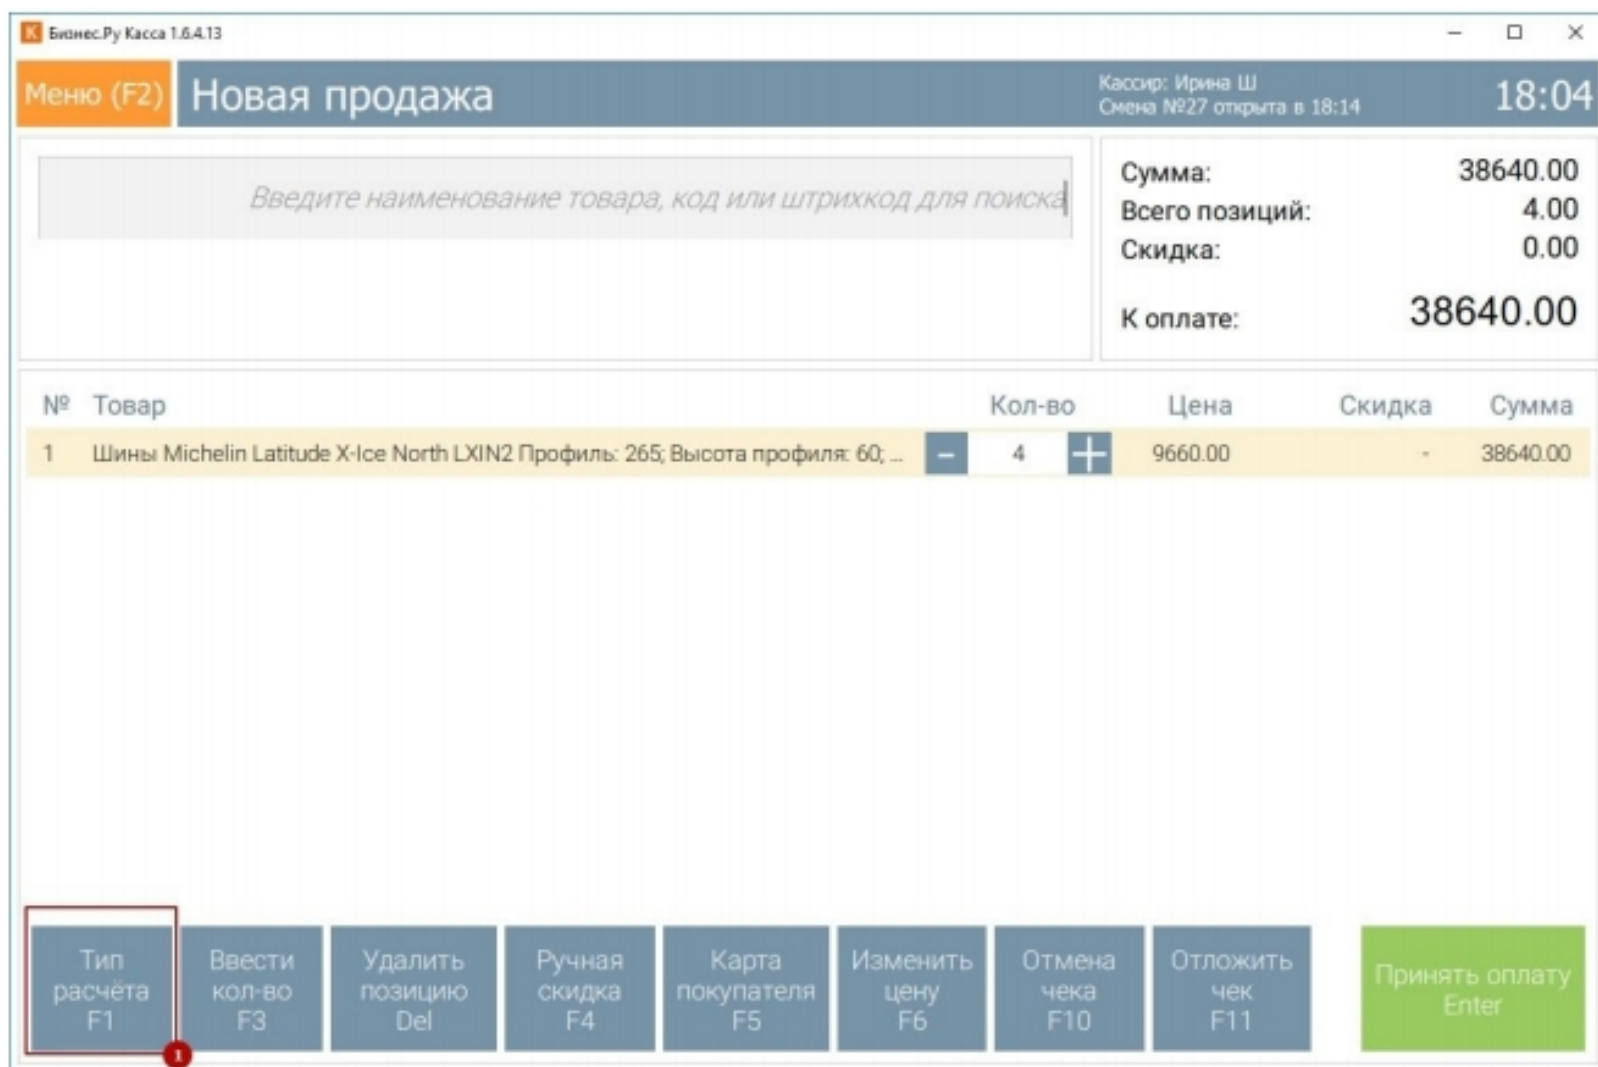 K Бизнес.Ру Касса 1.6.4.13
Меню (F2) Новая продажа
Кассир: Ирина Ш
Смена №27 открыта в 18:14
18:04
Введите наименование товара, код или штрихкод для поиска
Сумма: 38640.00
Всего позиций: 4.00
Скидка: 0.00
К оплате: 38640.00
№ Товар Кол-во Цена Скидка Сумма
1 Шины Michelin Latitude X-Ice North LXIN2 Профиль: 265; Высота профиля: 60; ... - 4 + 9660.00 - 38640.00
Тип
расчёта
F1
1
Ввести
кол-во
F3
Удалить
позицию
Del
Ручная
скидка
F4
Карта
покупателя
F5
Изменить
цену
F6
Отмена
чека
F10
Отложить
чек
F11
Принять оплату
Enter